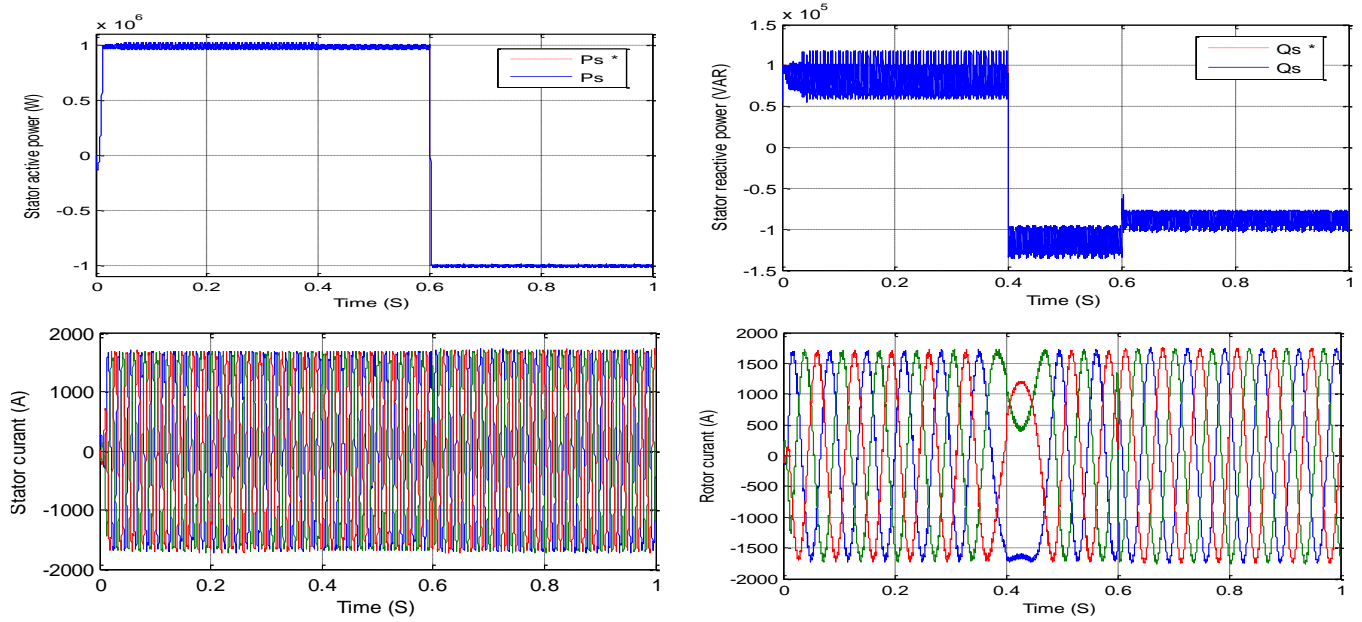 x 10^6
1
0.5
0
-0.5
-1
Stator active power (W)
Ps *
Ps
0 0.2 0.4 0.6 0.8 1
Time (S)
x 10^5
1.5
1
0.5
0
-0.5
-1
-1.5
Stator reactive power (VAR)
Qs *
Qs
0 0.2 0.4 0.6 0.8 1
Time (S)
2000
1000
0
-1000
-2000
Stator curant (A)
0 0.2 0.4 0.6 0.8 1
Time (S)
2000
1500
1000
500
0
-500
-1000
-1500
-2000
Rotor curant (A)
0 0.2 0.4 0.6 0.8 1
Time (S)